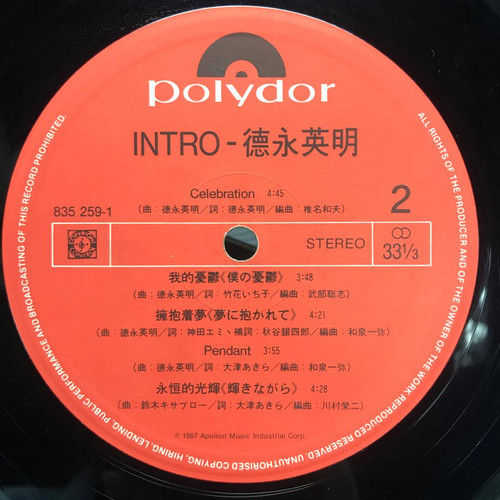 polydor
INTRO - 德永英明
Celebration 4:45
(曲：德永英明／詞：德永英明／編曲：椎名和夫)
835 259-1
2
STEREO
33⅓
我的憂鬱《僕の憂鬱》 3:48
(曲：德永英明／詞：竹花いち子／編曲：武部聡志)
擁抱着夢《夢に抱かれて》 4:21
(曲：德永英明、詞：神田エミヽ補詞：秋谷銀四郎／編曲：和泉一弥)
Pendant 3:55
(曲：德永英明／詞：大津あきら／編曲：和泉一弥)
永恒的光輝《輝きながら》 4:28
(曲：鈴木キサブロー／詞：大津あきら／編曲：川村栄二)
℗ 1987 Apollon Music Industrial Corp.
ALL RIGHTS OF THE PRODUCER AND OF THE OWNER OF THE WORK REPRODUCED RESERVED. UNAUTHORISED COPYING, HIRING, LENDING, PUBLIC PERFORMANCE AND BROADCASTING OF THIS RECORD PROHIBITED.